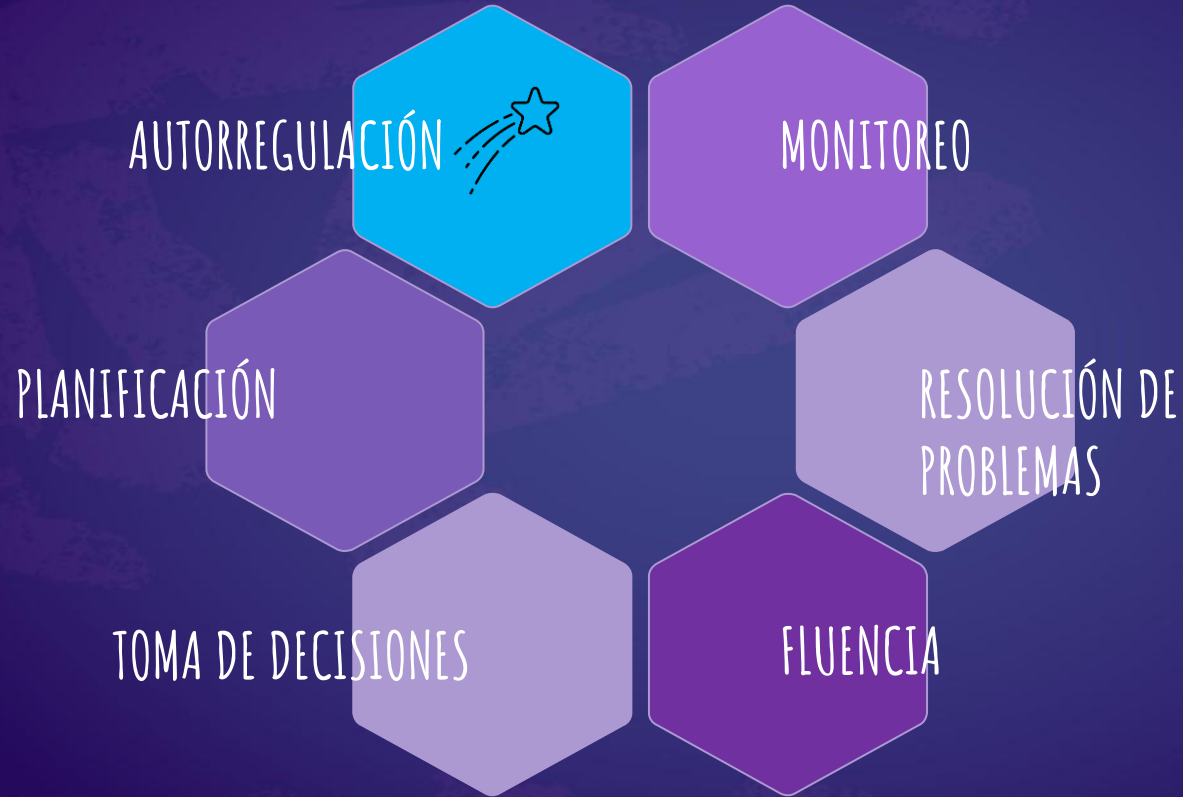 AUTORREGULACIÓN
MONITOREO
PLANIFICACIÓN
RESOLUCIÓN DE
PROBLEMAS
TOMA DE DECISIONES
FLUENCIA